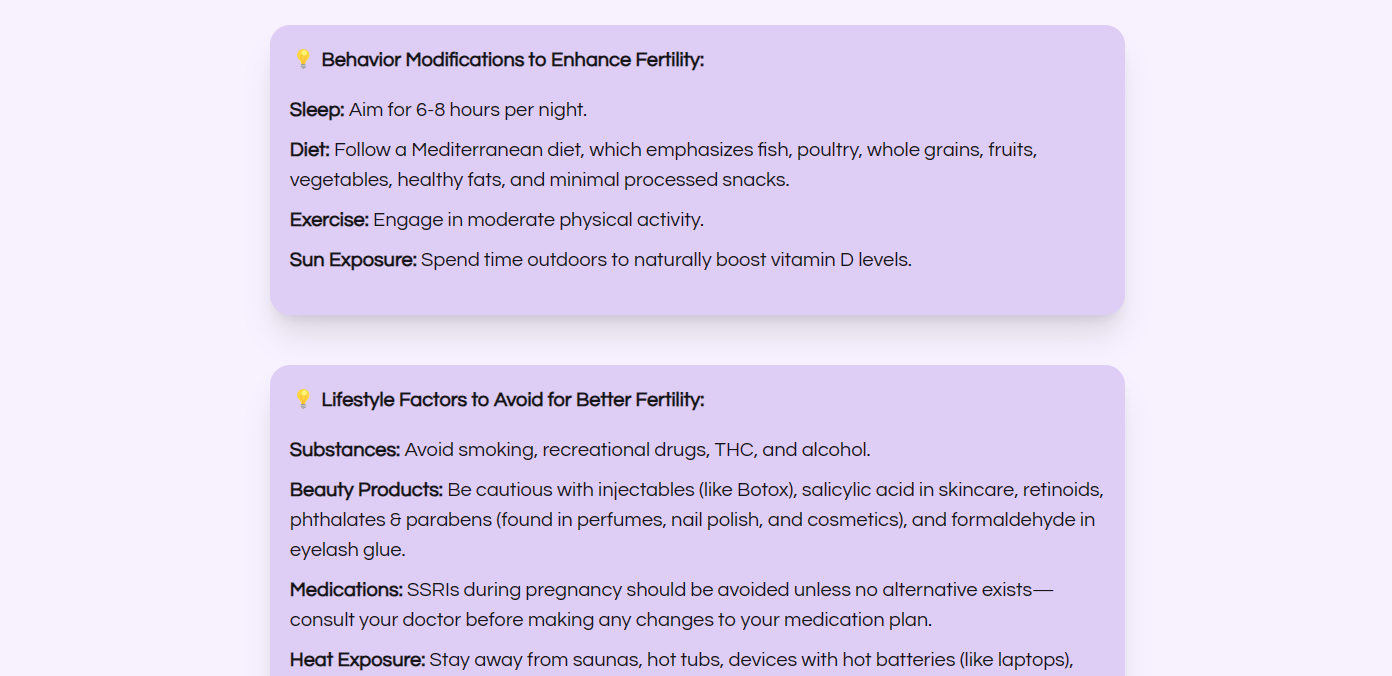 💡 Behavior Modifications to Enhance Fertility:
Sleep: Aim for 6-8 hours per night.
Diet: Follow a Mediterranean diet, which emphasizes fish, poultry, whole grains, fruits,
vegetables, healthy fats, and minimal processed snacks.
Exercise: Engage in moderate physical activity.
Sun Exposure: Spend time outdoors to naturally boost vitamin D levels.
💡 Lifestyle Factors to Avoid for Better Fertility:
Substances: Avoid smoking, recreational drugs, THC, and alcohol.
Beauty Products: Be cautious with injectables (like Botox), salicylic acid in skincare, retinoids,
phthalates & parabens (found in perfumes, nail polish, and cosmetics), and formaldehyde in
eyelash glue.
Medications: SSRIs during pregnancy should be avoided unless no alternative exists—
consult your doctor before making any changes to your medication plan.
Heat Exposure: Stay away from saunas, hot tubs, devices with hot batteries (like laptops),